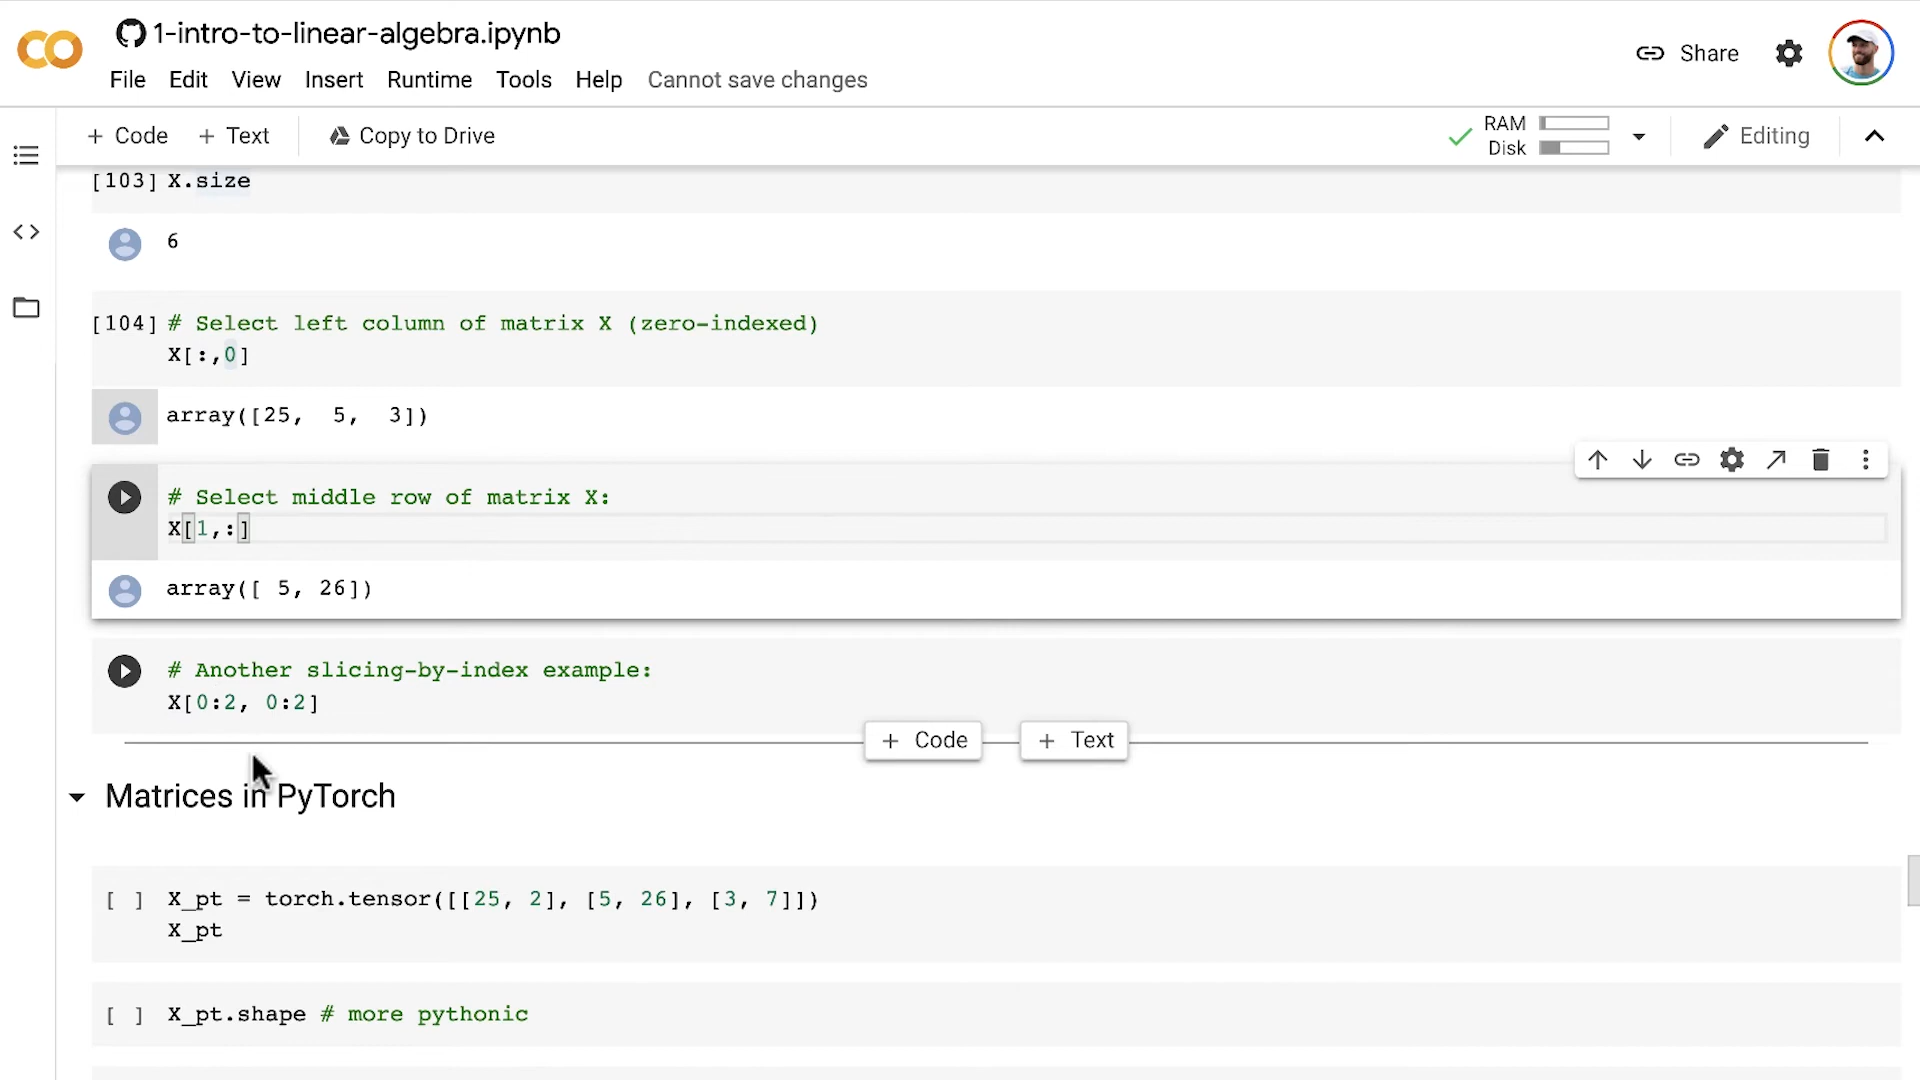 1-intro-to-linear-algebra.ipynb
File Edit View Insert Runtime Tools Help Cannot save changes
Share
+ Code + Text Copy to Drive
RAM
Disk
Editing
[103] X.size
6
[104] # Select left column of matrix X (zero-indexed)
X[:,0]
array([25,  5,  3])
# Select middle row of matrix X:
X[1,:]
array([ 5, 26])
# Another slicing-by-index example:
X[0:2, 0:2]
+ Code + Text
Matrices in PyTorch
[ ] X_pt = torch.tensor([[25, 2], [5, 26], [3, 7]])
X_pt
[ ] X_pt.shape # more pythonic